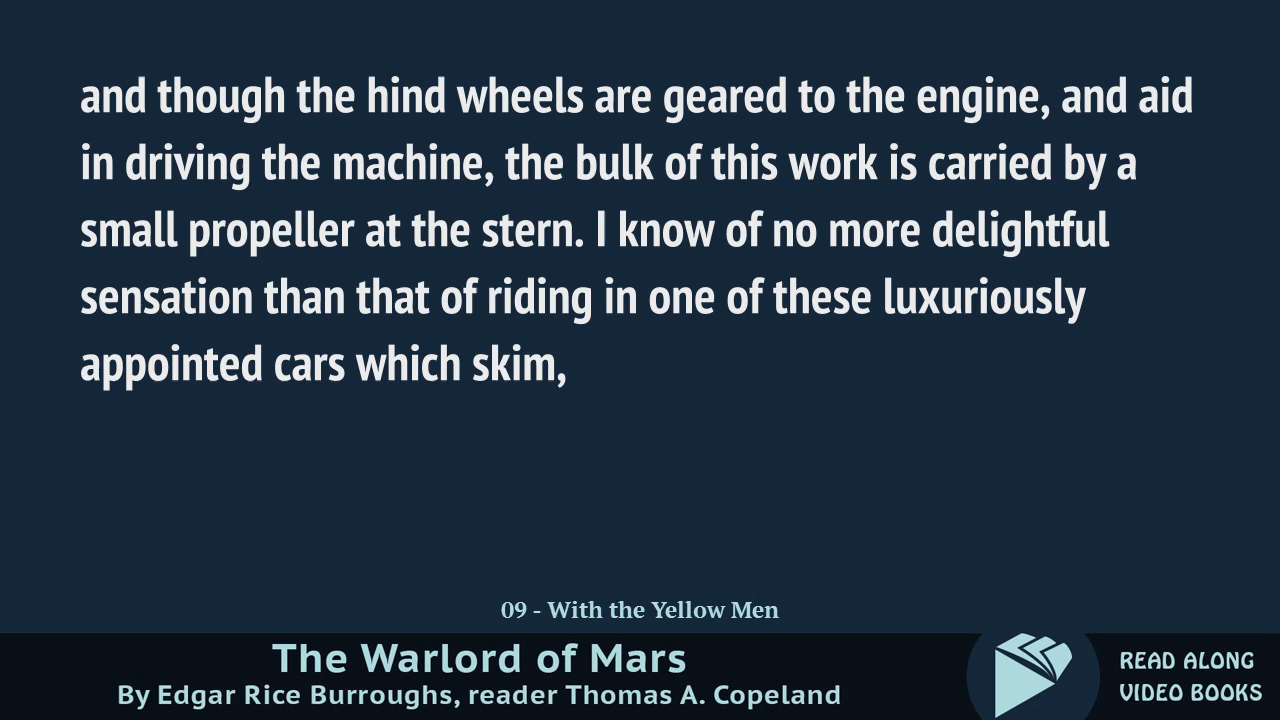 and though the hind wheels are geared to the engine, and aid
in driving the machine, the bulk of this work is carried by a
small propeller at the stern. I know of no more delightful
sensation than that of riding in one of these luxuriously
appointed cars which skim,
09 - With the Yellow Men
The Warlord of Mars
By Edgar Rice Burroughs, reader Thomas A. Copeland
READ ALONG
VIDEO BOOKS